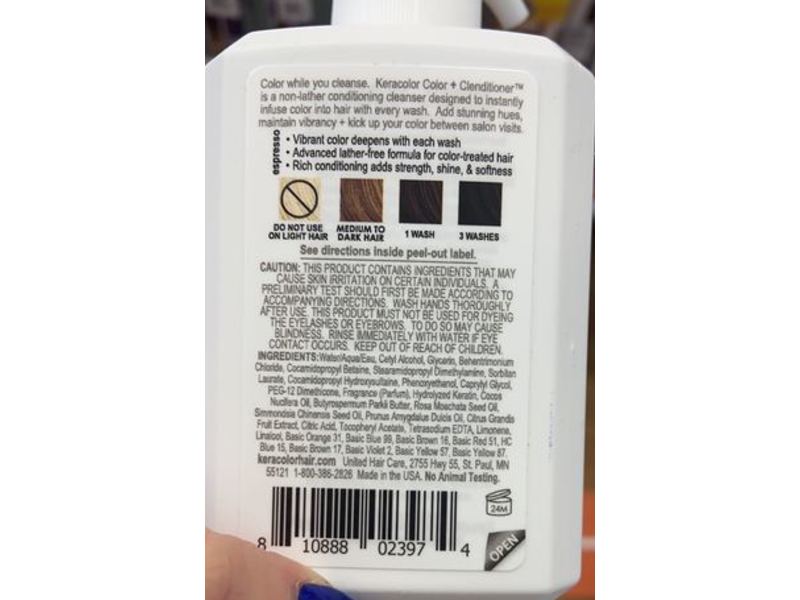 Color while you cleanse. Keracolor Color + Clenditioner™
is a non-lather conditioning cleanser designed to instantly
infuse color into hair with every wash. Add stunning hues,
maintain vibrancy + kick up your color between salon visits.
espresso
• Vibrant color deepens with each wash
• Advanced lather-free formula for color-treated hair
• Rich conditioning adds strength, shine, & softness
DO NOT USE
ON LIGHT HAIR
MEDIUM TO
DARK HAIR
1 WASH
3 WASHES
See directions inside peel-out label.
CAUTION: THIS PRODUCT CONTAINS INGREDIENTS THAT MAY
CAUSE SKIN IRRITATION ON CERTAIN INDIVIDUALS. A
PRELIMINARY TEST SHOULD FIRST BE MADE ACCORDING TO
ACCOMPANYING DIRECTIONS. WASH HANDS THOROUGHLY
AFTER USE. THIS PRODUCT MUST NOT BE USED FOR DYEING
THE EYELASHES OR EYEBROWS. TO DO SO MAY CAUSE
BLINDNESS. RINSE IMMEDIATELY WITH WATER IF EYE
CONTACT OCCURS. KEEP OUT OF REACH OF CHILDREN.
INGREDIENTS:Water/Aqua/Eau, Cetyl Alcohol, Glycerin, Behentrimonium
Chloride, Cocamidopropyl Betaine, Stearamidopropyl Dimethylamine, Sorbitan
Laurate, Cocamidopropyl Hydroxysultaine, Phenoxyethanol, Caprylyl Glycol,
PEG-12 Dimethicone, Fragrance (Parfum), Hydrolyzed Keratin, Cocos
Nucifera Oil, Butyrospermum Parkii Butter, Rosa Moschata Seed Oil,
Simmondsia Chinensis Seed Oil, Prunus Amygdalus Dulcis Oil, Citrus Grandis
Fruit Extract, Citric Acid, Tocopheryl Acetate, Tetrasodium EDTA, Limonene,
Linalool, Basic Orange 31, Basic Blue 99, Basic Brown 16, Basic Red 51, HC
Blue 15, Basic Brown 17, Basic Violet 2, Basic Yellow 57, Basic Yellow 87.
keracolorhair.com United Hair Care, 2755 Hwy 55, St. Paul, MN
55121 1-800-386-2826 Made in the USA. No Animal Testing.
24M
8 10888 02397 4
OPEN